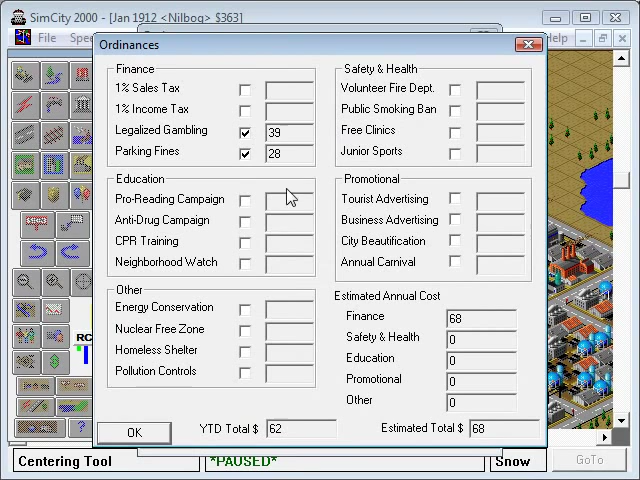 SimCity 2000 - [Jan 1912 <Nilbog> $363]
File
Help
Ordinances
Finance
1% Sales Tax
1% Income Tax
Legalized Gambling 39
Parking Fines 28
Education
Pro-Reading Campaign
Anti-Drug Campaign
CPR Training
Neighborhood Watch
Other
Energy Conservation
Nuclear Free Zone
Homeless Shelter
Pollution Controls
Safety & Health
Volunteer Fire Dept.
Public Smoking Ban
Free Clinics
Junior Sports
Promotional
Tourist Advertising
Business Advertising
City Beautification
Annual Carnival
Estimated Annual Cost
Finance 68
Safety & Health 0
Education 0
Promotional 0
Other 0
OK
YTD Total $ 62
Estimated Total $ 68
Centering Tool
*PAUSED*
Snow
GoTo